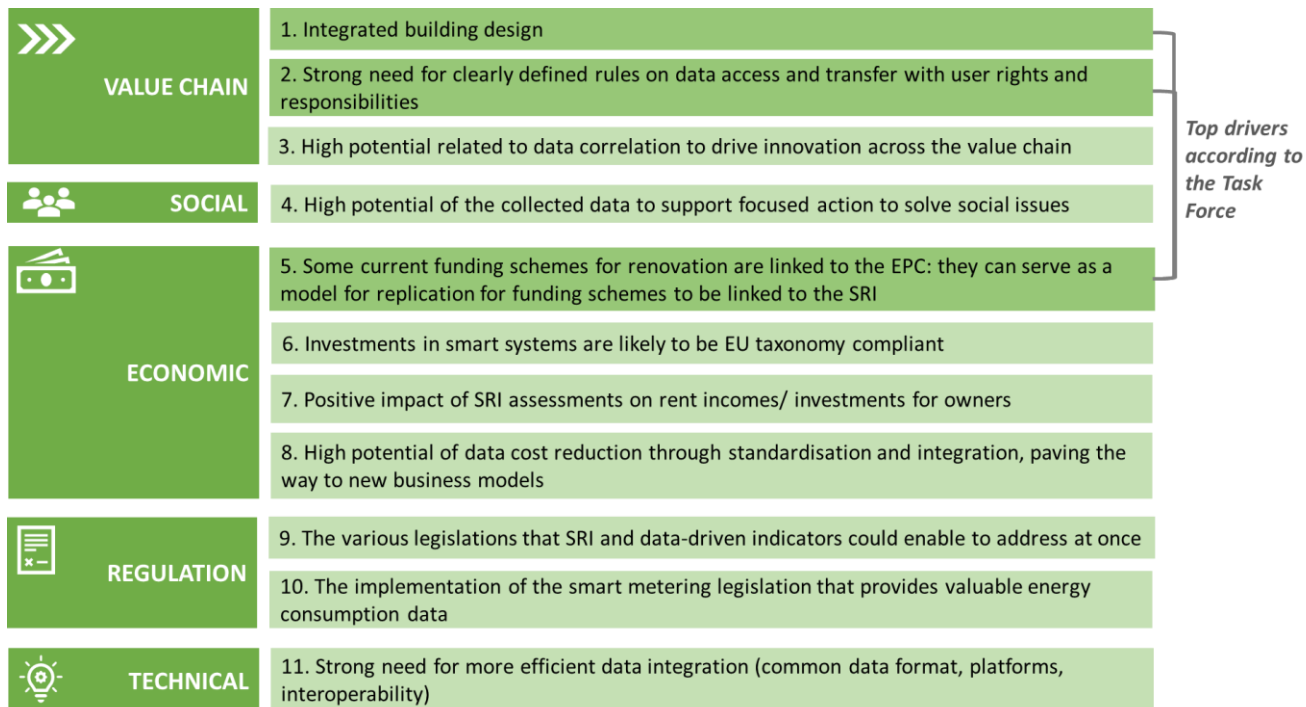 VALUE CHAIN
1. Integrated building design
2. Strong need for clearly defined rules on data access and transfer with user rights and
responsibilities
3. High potential related to data correlation to drive innovation across the value chain
SOCIAL
4. High potential of the collected data to support focused action to solve social issues
ECONOMIC
5. Some current funding schemes for renovation are linked to the EPC: they can serve as a
model for replication for funding schemes to be linked to the SRI
6. Investments in smart systems are likely to be EU taxonomy compliant
7. Positive impact of SRI assessments on rent incomes/ investments for owners
8. High potential of data cost reduction through standardisation and integration, paving the
way to new business models
REGULATION
9. The various legislations that SRI and data-driven indicators could enable to address at once
10. The implementation of the smart metering legislation that provides valuable energy
consumption data
TECHNICAL
11. Strong need for more efficient data integration (common data format, platforms,
interoperability)
Top drivers
according to
the Task
Force